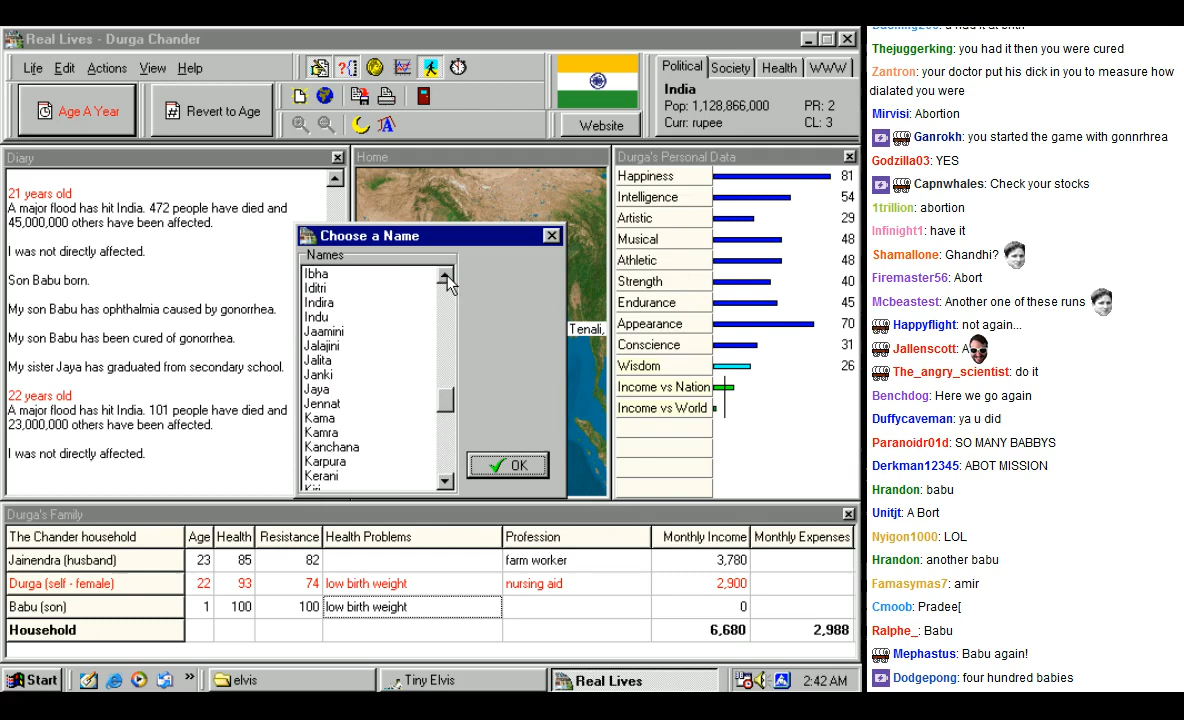 Real Lives - Durga Chander
Life Edit Actions View Help
Age A Year
Revert to Age
Website
Political Society Health WWW
India
Pop: 1,128,866,000 PR: 2
Curr: rupee CL: 3
Diary
21 years old
A major flood has hit India. 472 people have died and
45,000,000 others have been affected.
I was not directly affected.
Son Babu born.
My son Babu has ophthalmia caused by gonorrhea.
My son Babu has been cured of gonorrhea.
My sister Jaya has graduated from secondary school.
22 years old
A major flood has hit India. 101 people have died and
23,000,000 others have been affected.
I was not directly affected.
Home
Tenali,
Choose a Name
Names
Ibha
Iditri
Indira
Indu
Jaamini
Jalajini
Jalita
Janki
Jaya
Jennat
Kama
Kamra
Kanchana
Karpura
Kerani
Kiri
OK
Durga's Personal Data
Happiness 81
Intelligence 54
Artistic 29
Musical 48
Athletic 48
Strength 40
Endurance 45
Appearance 70
Conscience 31
Wisdom 26
Income vs Nation
Income vs World
Durga's Family
The Chander household Age Health Resistance Health Problems Profession Monthly Income Monthly Expenses
Jainendra (husband) 23 85 82 farm worker 3,780
Durga (self - female) 22 93 74 low birth weight nursing aid 2,900
Babu (son) 1 100 100 low birth weight 0
Household 6,680 2,988
Start elvis Tiny Elvis Real Lives 2:42 AM
Thejuggerking: you had it then you were cured
Zantron: your doctor put his dick in you to measure how
dialated you were
Mirvisi: Abortion
Ganrokh: you started the game with gonnrhrea
Godzilla03: YES
Capnwhales: Check your stocks
1trillion: abortion
Infinight1: have it
Shamallone: Ghandhi?
Firemaster56: Abort
Mcbeastest: Another one of these runs
Happyflight: not again...
Jallenscott: A
The_angry_scientist: do it
Benchdog: Here we go again
Duffycaveman: ya u did
Paranoidr01d: SO MANY BABBYS
Derkman12345: ABOT MISSION
Hrandon: babu
Unitjt: A Bort
Nyigon1000: LOL
Hrandon: another babu
Famasymas7: amir
Cmoob: Pradee[
Ralphe_: Babu
Mephastus: Babu again!
Dodgepong: four hundred babies